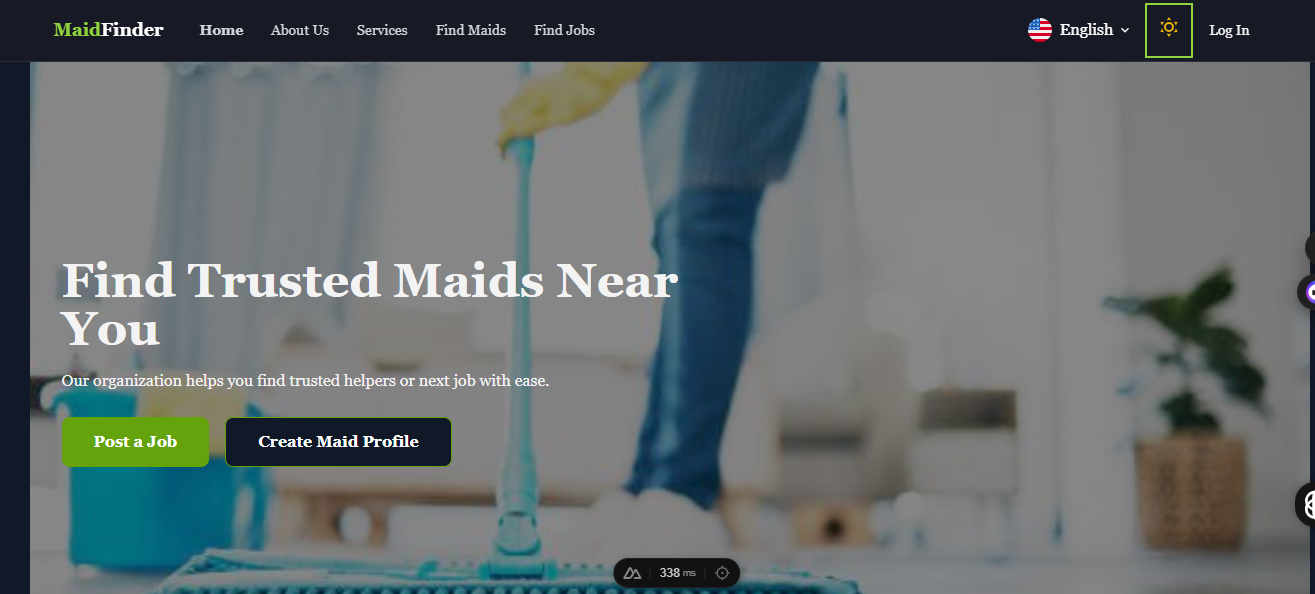 MaidFinder
Home
About Us
Services
Find Maids
Find Jobs
English
Log In
Find Trusted Maids Near
You
Our organization helps you find trusted helpers or next job with ease.
Post a Job
Create Maid Profile
338 ms